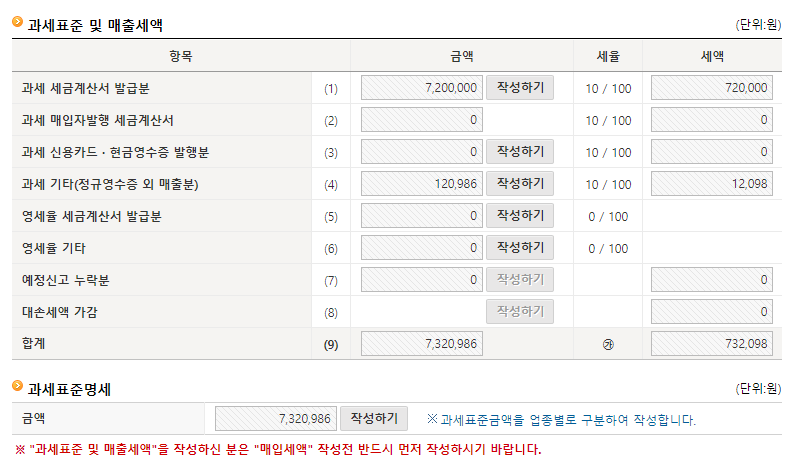 과세표준 및 매출세액 (단위:원)
항목 금액 세율 세액
과세 세금계산서 발급분 (1) 7,200,000 작성하기 10 / 100 720,000
과세 매입자발행 세금계산서 (2) 0 10 / 100 0
과세 신용카드 · 현금영수증 발행분 (3) 0 작성하기 10 / 100 0
과세 기타(정규영수증 외 매출분) (4) 120,986 작성하기 10 / 100 12,098
영세율 세금계산서 발급분 (5) 0 작성하기 0 / 100
영세율 기타 (6) 0 작성하기 0 / 100
예정신고 누락분 (7) 0 작성하기 0
대손세액 가감 (8) 작성하기 0
합계 (9) 7,320,986 ㉮ 732,098
과세표준명세 (단위:원)
금액 7,320,986 작성하기 ※ 과세표준금액을 업종별로 구분하여 작성합니다.
※ "과세표준 및 매출세액"을 작성하신 분은 "매입세액" 작성전 반드시 먼저 작성하시기 바랍니다.